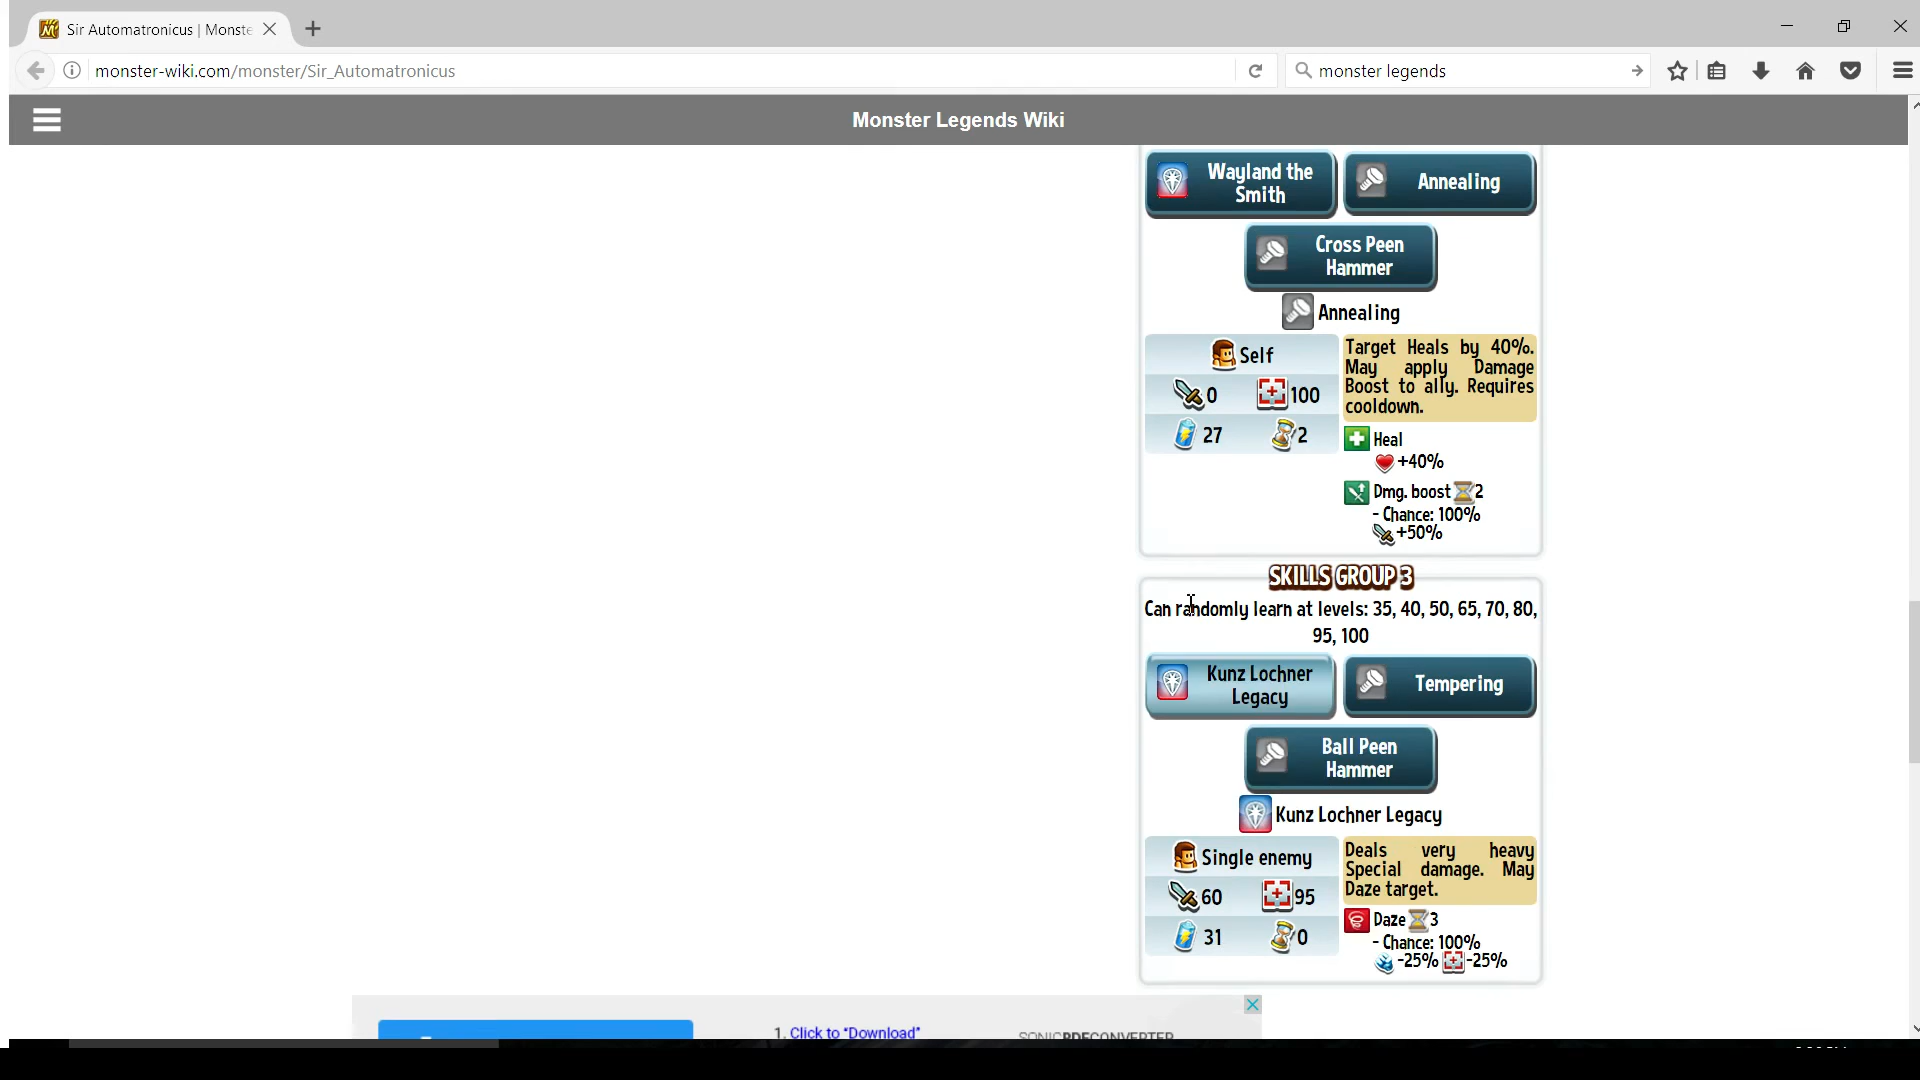 Sir Automatronicus | Monste
monster-wiki.com/monster/Sir_Automatronicus
monster legends
Monster Legends Wiki
Wayland the
Smith
Annealing
Cross Peen
Hammer
Annealing
Self
0
100
27
2
Target Heals by 40%.
May apply Damage
Boost to ally. Requires
cooldown.
Heal
+40%
Dmg. boost 2
- Chance: 100%
+50%
SKILLS GROUP 3
Can randomly learn at levels: 35, 40, 50, 65, 70, 80,
95, 100
Kunz Lochner
Legacy
Tempering
Ball Peen
Hammer
Kunz Lochner Legacy
Single enemy
60
95
31
0
Deals very heavy
Special damage. May
Daze target.
Daze 3
- Chance: 100%
-25% -25%
1. Click to "Download"
SONICPDFCONVERTER